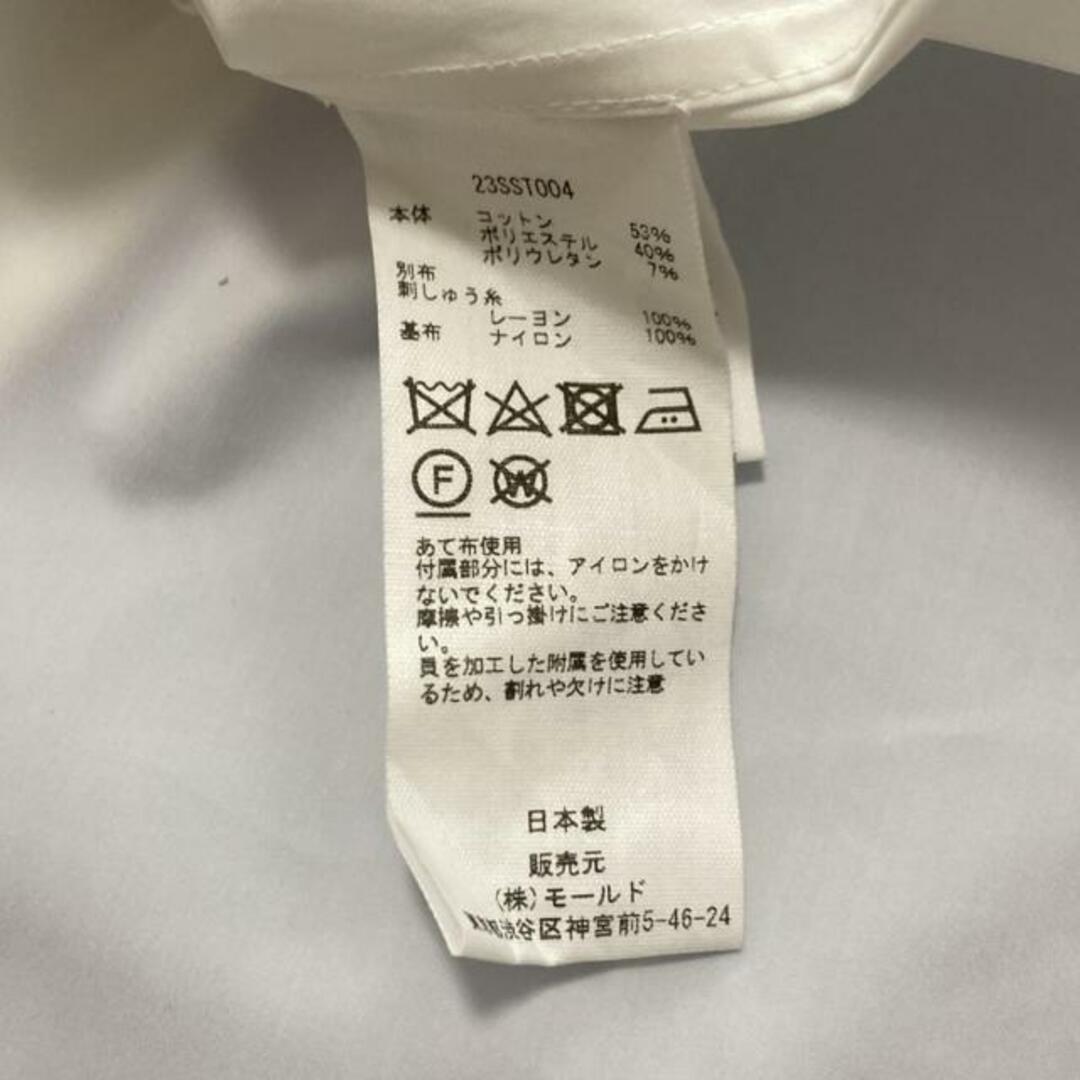 23SST004
本体 コットン 53%
ポリエステル 40%
ポリウレタン 7%
別布
刺しゅう糸
レーヨン 100%
基布 ナイロン 100%
F
W
あて布使用
付属部分には、アイロンをかけ
ないでください。
摩擦や引っ掛けにご注意くださ
い。
貝を加工した附属を使用してい
るため、割れや欠けに注意
日本製
販売元
(株)モールド
渋谷区神宮前5-46-24